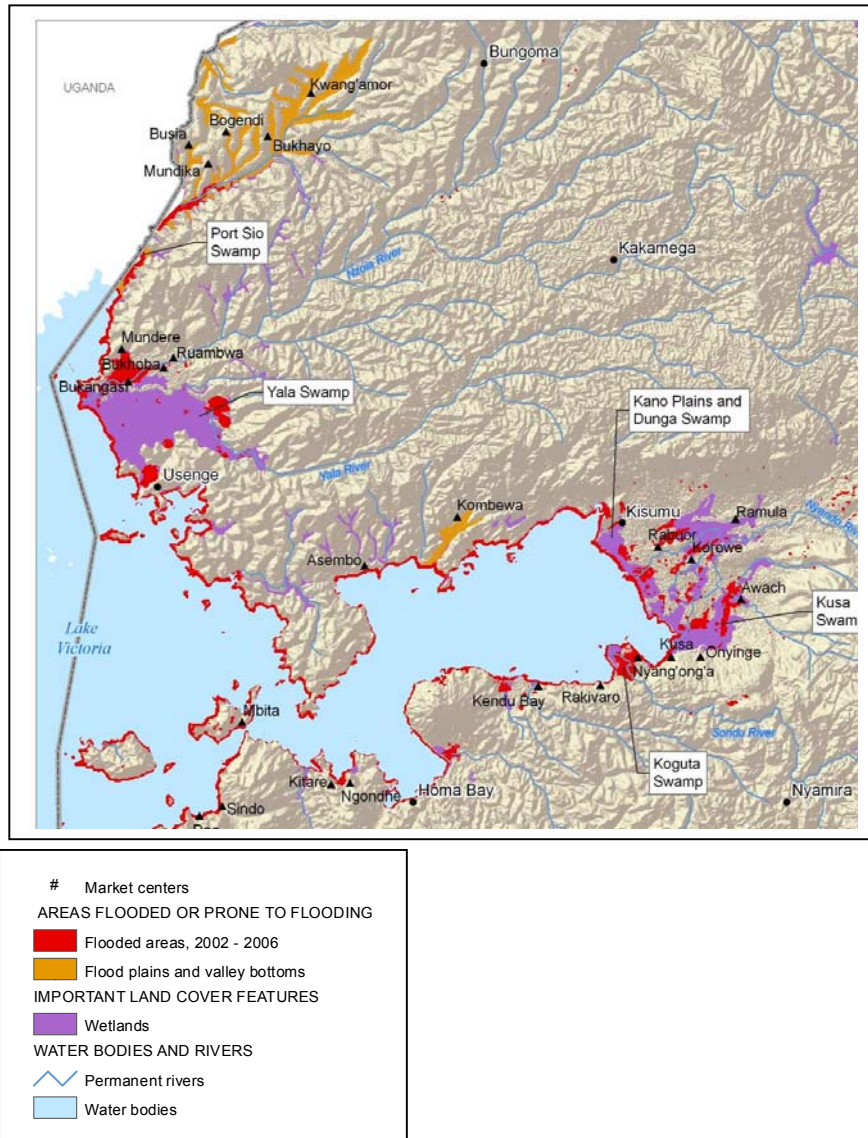 UGANDA
Bungoma
Kwang'amor
Bogendi
Busia
Bukhayo
Mundika
Port Sio
Swamp
Nzoia River
Kakamega
Mundere
Ruambwa
Bukhoba
Bukangasi
Yala Swamp
Kano Plains and
Dunga Swamp
Yala River
Usenge
Kombewa
Kisumu
Ramula
Nyando Ri
Rabuor
Korowe
Asembo
Awach
Kusa
Swam
Lake
Victoria
Kusa
Onyinge
Nyang'ong'a
Kendu Bay
Rakivaro
Mbita
Sondu River
Koguta
Swamp
Kitare
Ngondhe
Homa Bay
Nyamira
Sindo
# Market centers
AREAS FLOODED OR PRONE TO FLOODING
Flooded areas, 2002 - 2006
Flood plains and valley bottoms
IMPORTANT LAND COVER FEATURES
Wetlands
WATER BODIES AND RIVERS
Permanent rivers
Water bodies